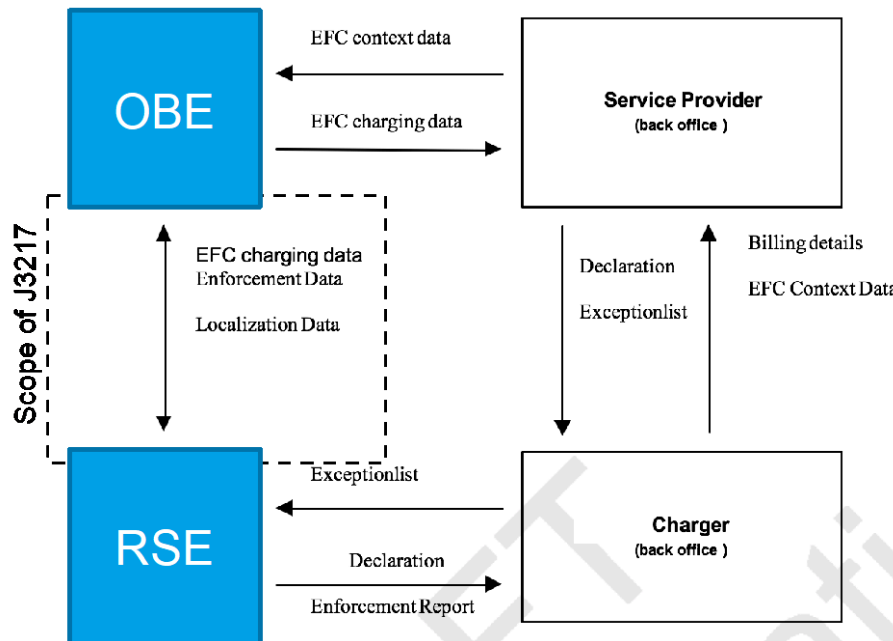 EFC context data
OBE
Service Provider
(back office )
EFC charging data
Scope of J3217
EFC charging data
Enforcement Data
Localization Data
Declaration
Exceptionlist
Billing details
EFC Context Data
Exceptionlist
RSE
Charger
(back office )
Declaration
Enforcement Report